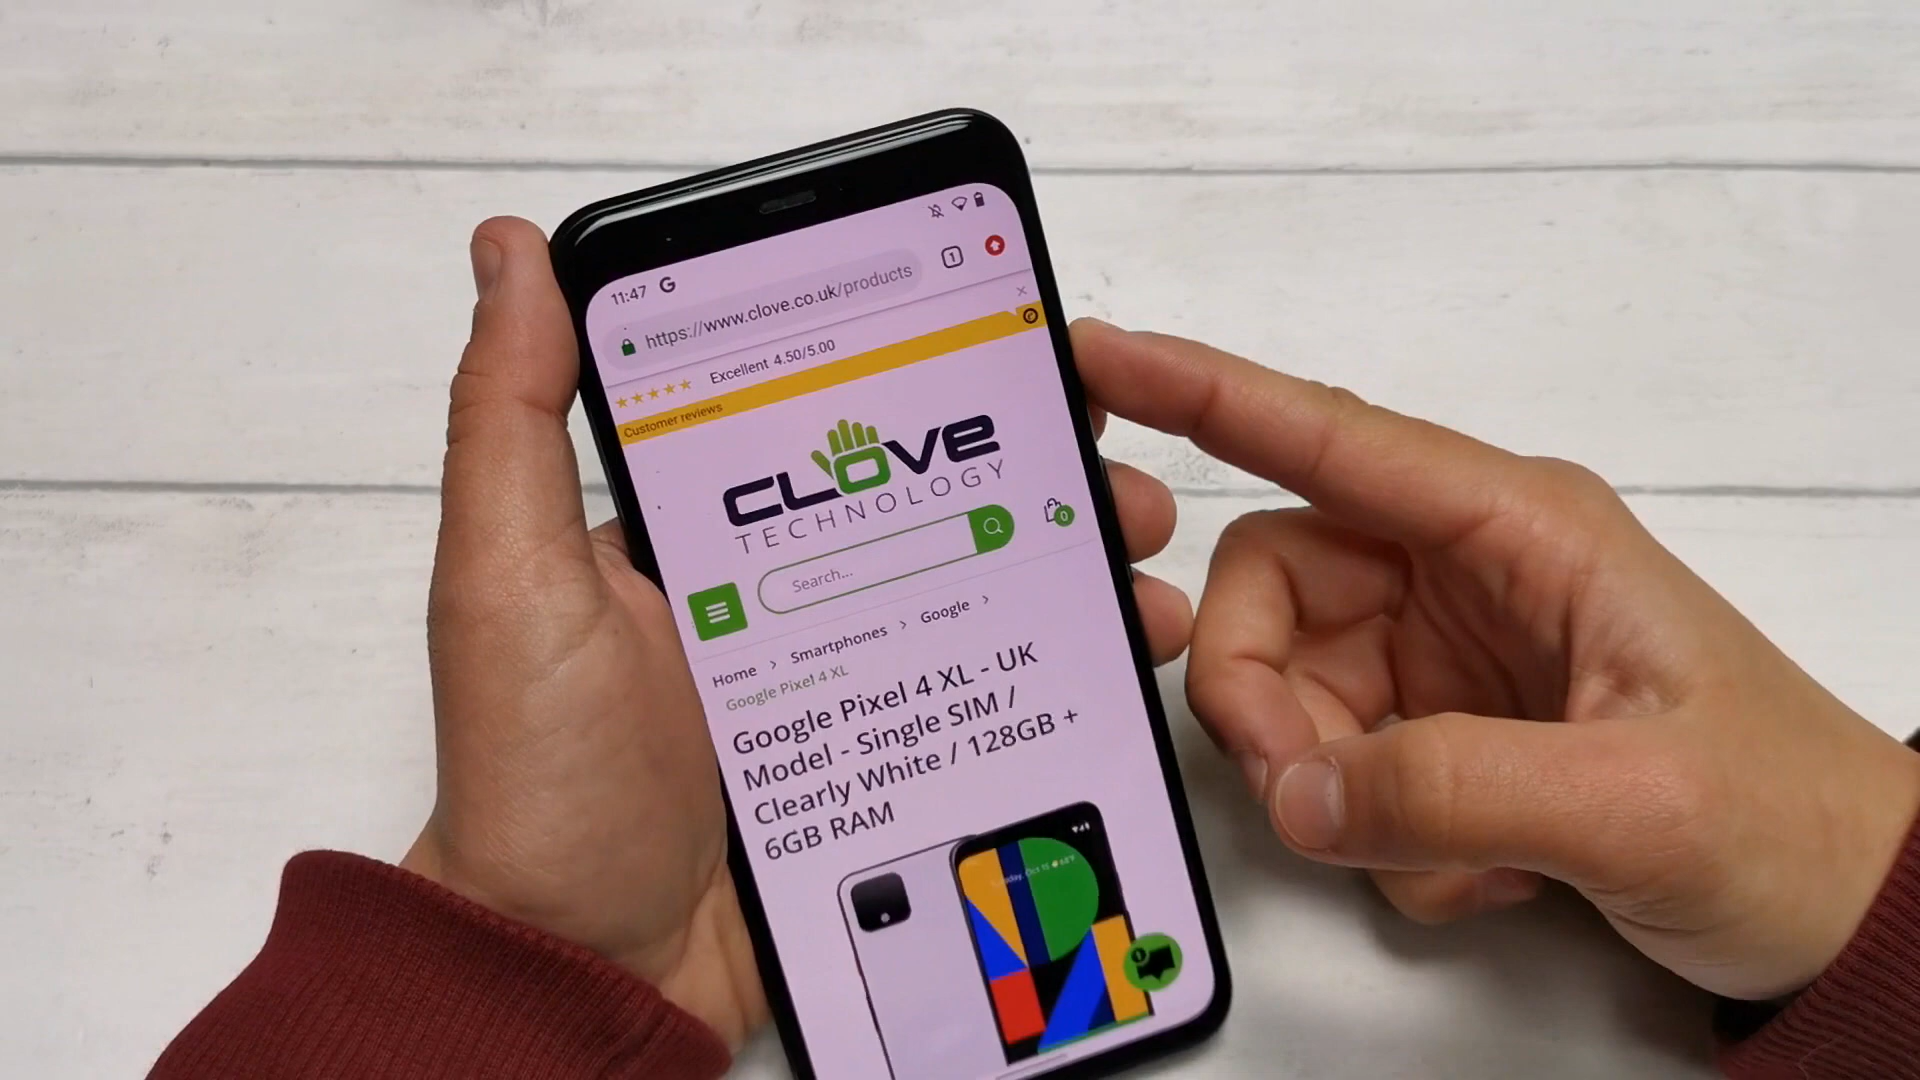 11:47 G
https://www.clove.co.uk/products
1
Excellent 4.50/5.00
Customer reviews
CLOVE
TECHNOLOGY
Search...
0
Home > Smartphones > Google >
Google Pixel 4 XL
Google Pixel 4 XL - UK
Model - Single SIM /
Clearly White / 128GB +
6GB RAM